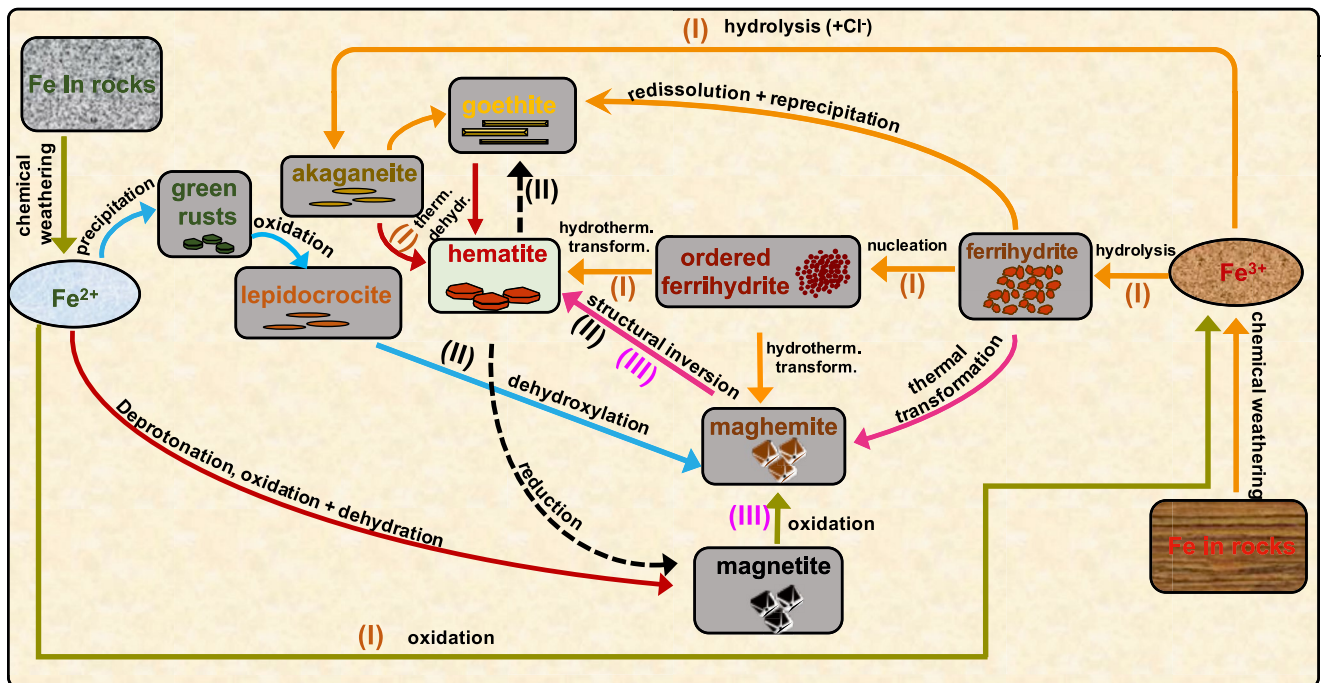 (I) hydrolysis (+Cl-)
Fe In rocks
goethite
redissolution + reprecipitation
chemical
weathering
precipitation
green
rusts
akaganeite
(I) therm.
dehydr.
(II)
oxidation
hydrotherm.
transform.
nucleation
hydrolysis
Fe2+
lepidocrocite
hematite
(I)
ordered
ferrihydrite
(I)
ferrihydrite
(I)
Fe3+
structural inversion
(II)
(III)
(II)
dehydroxylation
hydrotherm.
transform.
thermal
transformation
chemical weathering
maghemite
Deprotonation, oxidation + dehydration
reduction
(III)
oxidation
Fe in rocks
magnetite
(I) oxidation